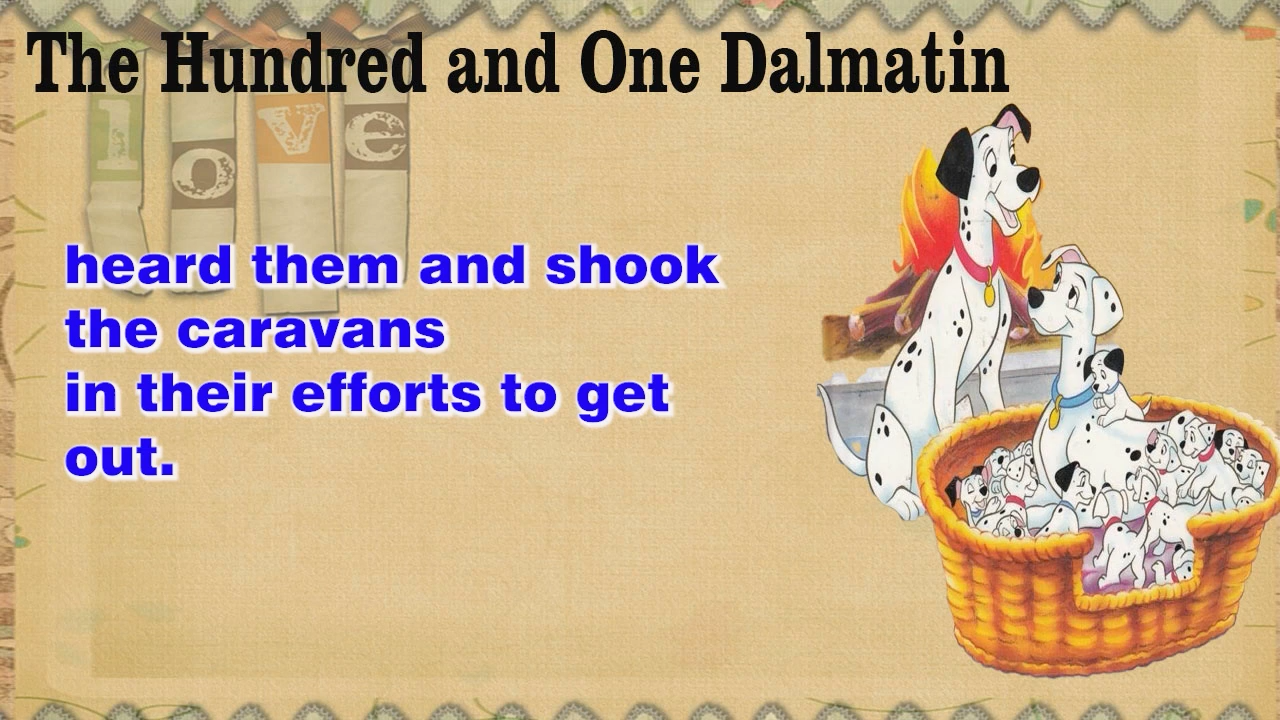 The Hundred and One Dalmatin
love
heard them and shook
the caravans
in their efforts to get
out.